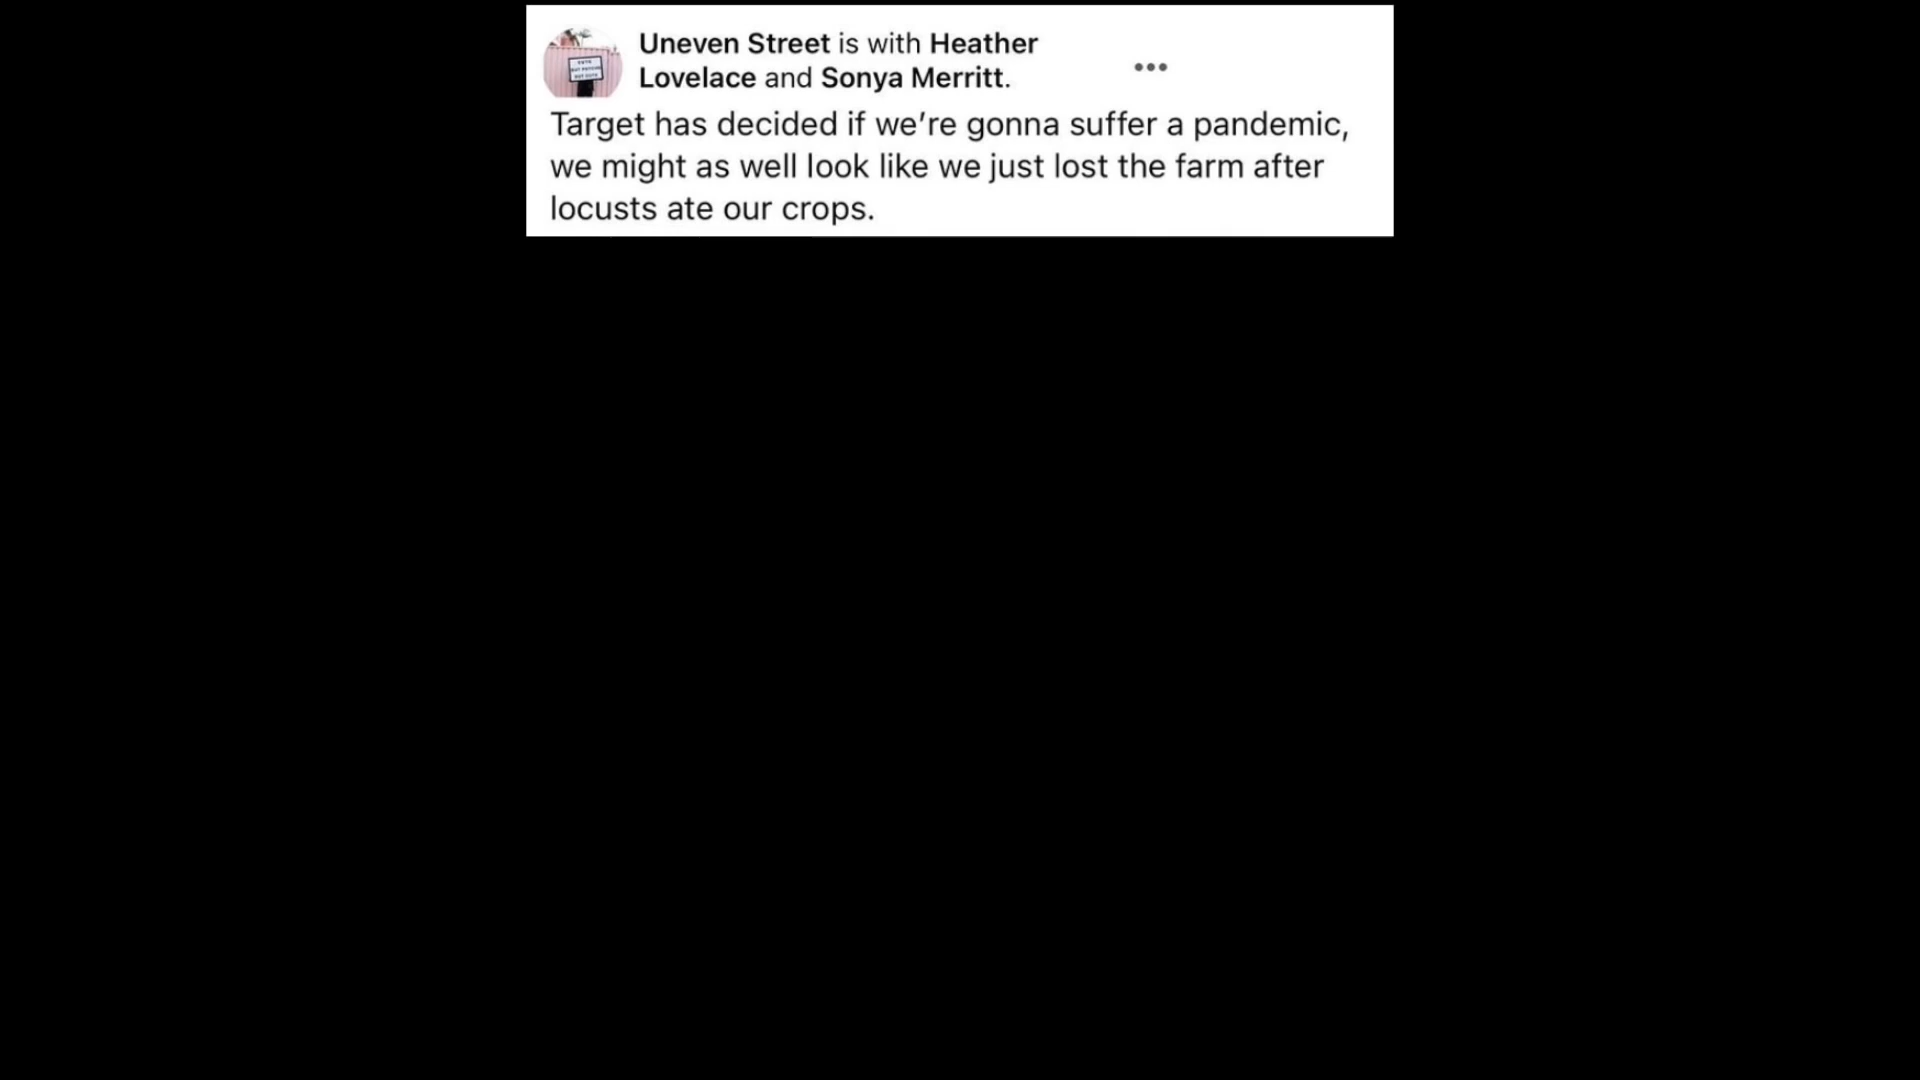 Uneven Street is with Heather
Lovelace and Sonya Merritt.
Target has decided if we’re gonna suffer a pandemic,
we might as well look like we just lost the farm after
locusts ate our crops.